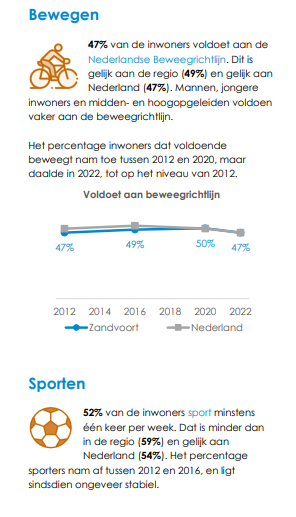 Bewegen
47% van de inwoners voldoet aan de
Nederlandse Beweegrichtlijn. Dit is
gelijk aan de regio (49%) en gelijk aan
Nederland (47%). Mannen, jongere
inwoners en midden- en hoogopgeleiden voldoen
vaker aan de beweegrichtlijn.
Het percentage inwoners dat voldoende
beweegt nam toe tussen 2012 en 2020, maar
daalde in 2022, tot op het niveau van 2012.
Voldoet aan beweegrichtlijn
47% 49% 50% 47%
2012 2014 2016 2018 2020 2022
Zandvoort Nederland
Sporten
52% van de inwoners sport minstens
één keer per week. Dat is minder dan
in de regio (59%) en gelijk aan
Nederland (54%). Het percentage
sporters nam af tussen 2012 en 2016, en ligt
sindsdien ongeveer stabiel.